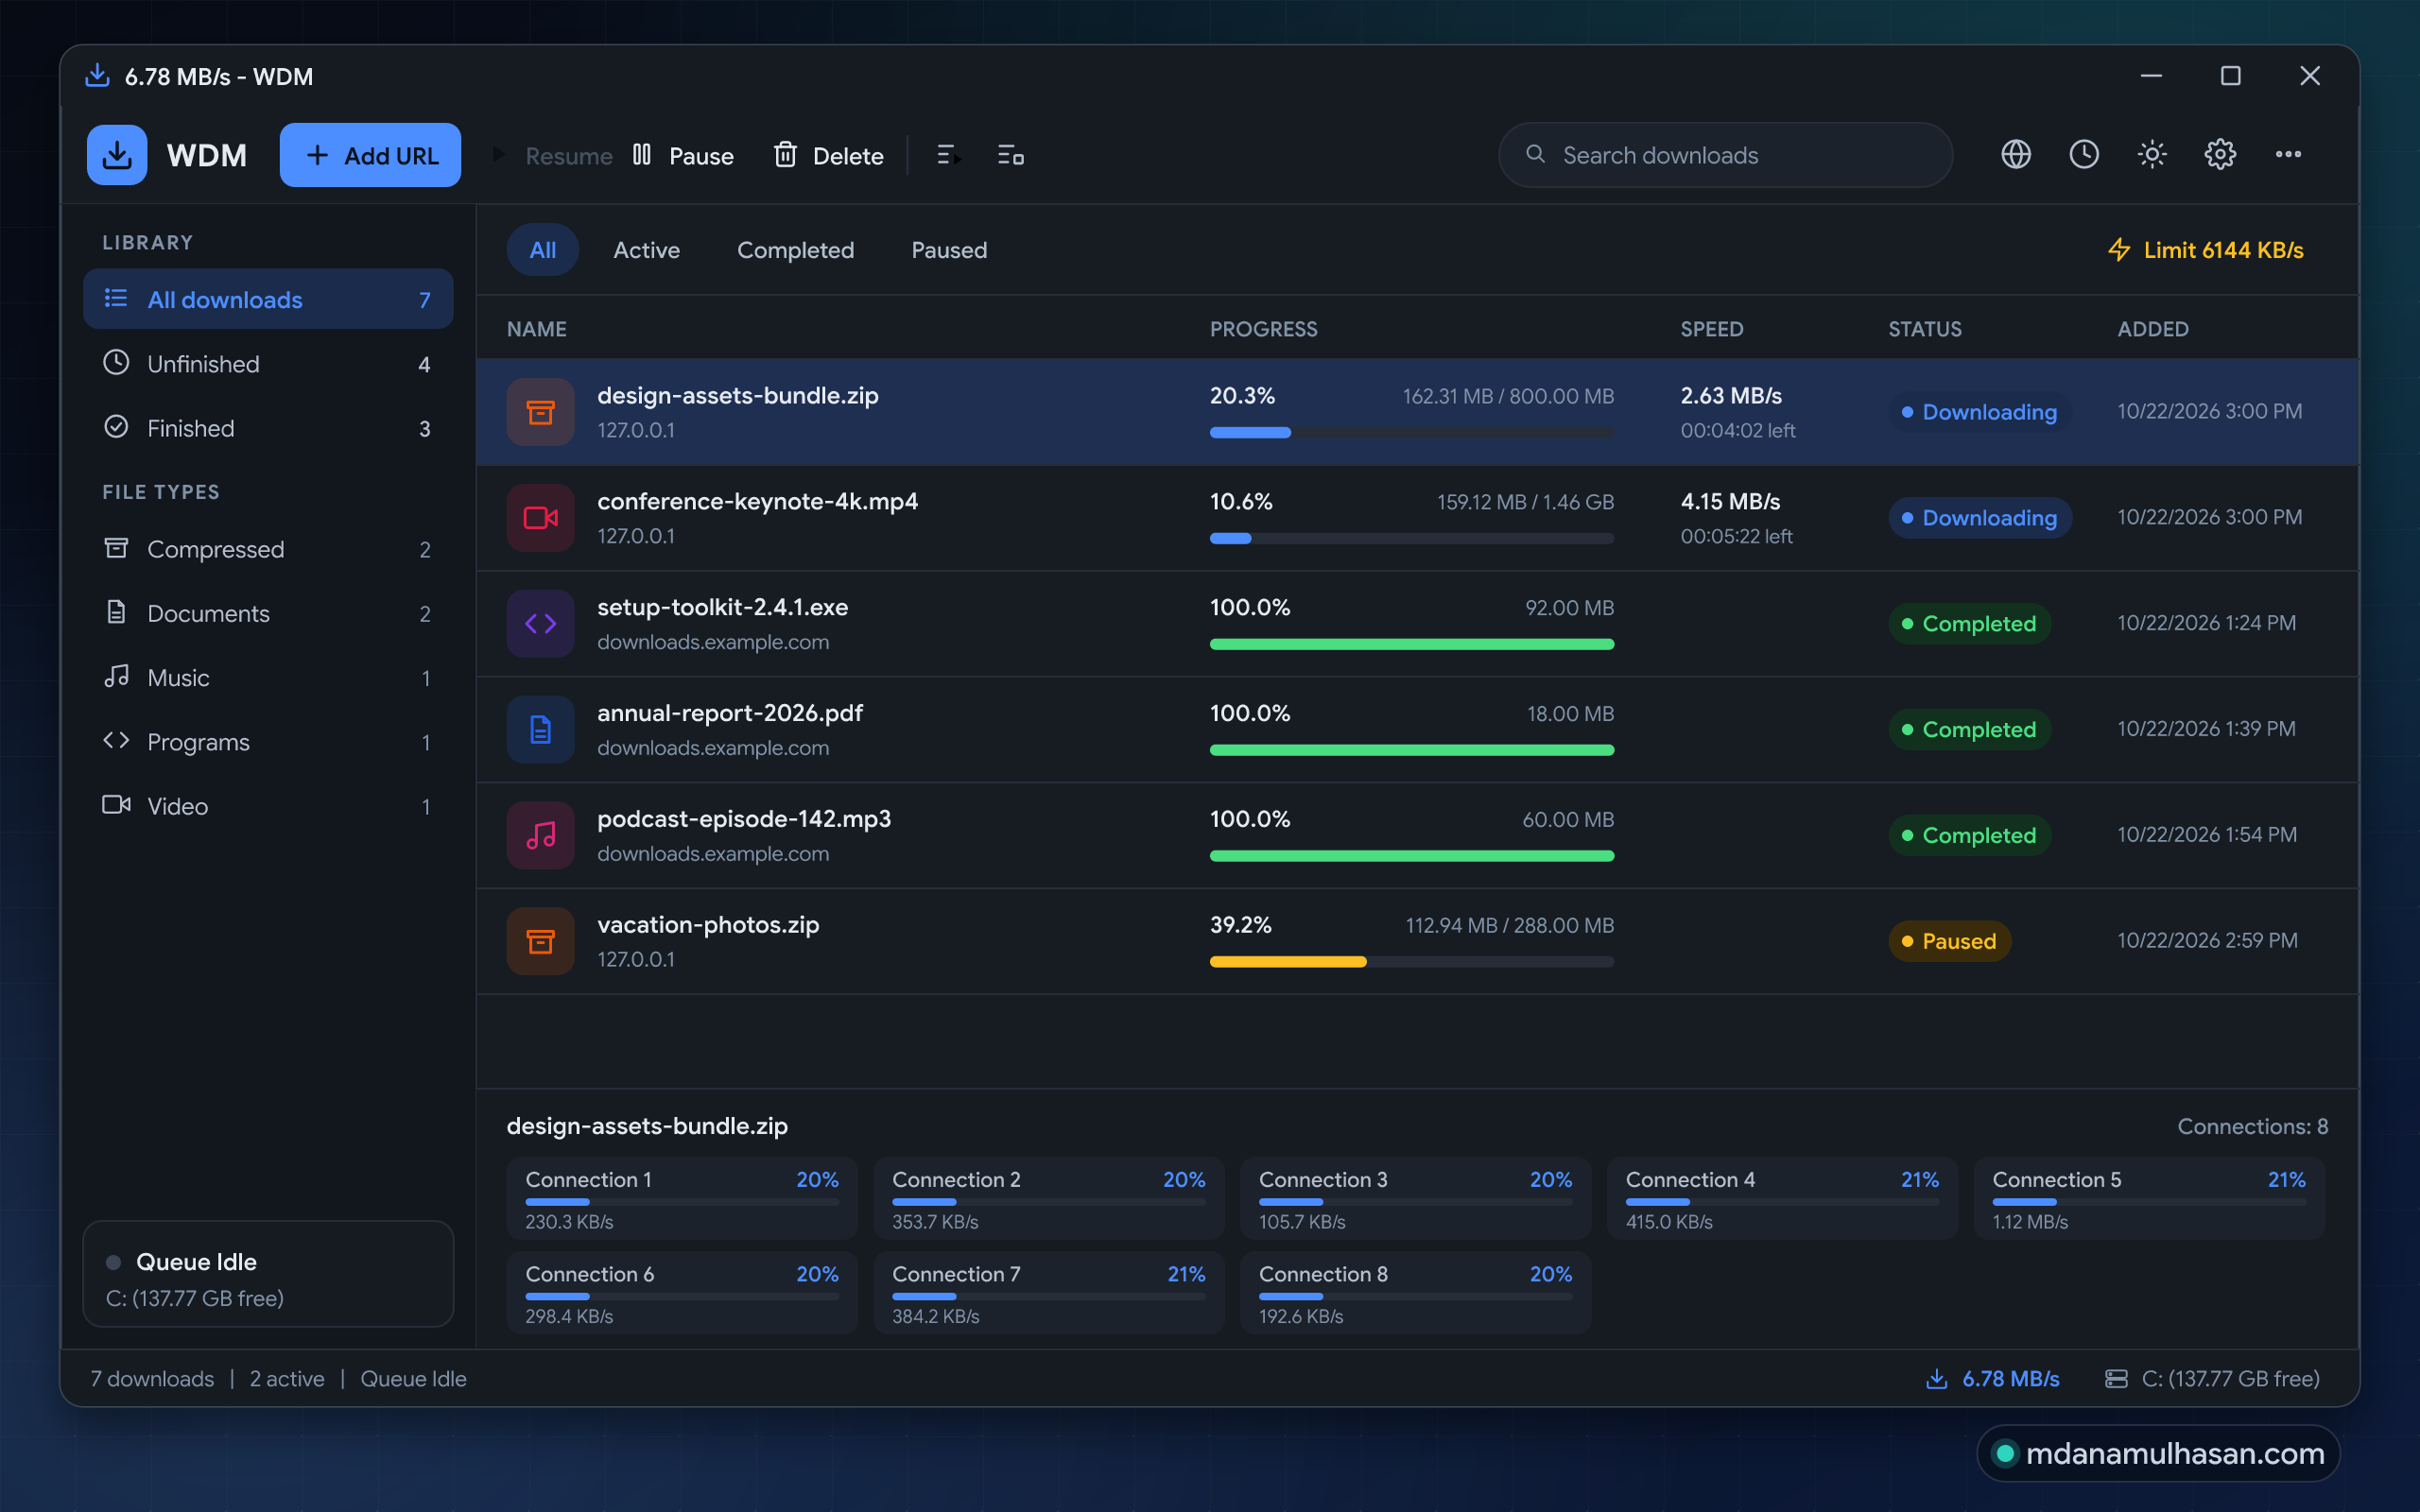 6.78 MB/s - WDM
WDM
Add URL
Resume
Pause
Delete
Search downloads
LIBRARY
All downloads 7
Unfinished 4
Finished 3
FILE TYPES
Compressed 2
Documents 2
Music 1
Programs 1
Video 1
Queue Idle
C: (137.77 GB free)
All Active Completed Paused
Limit 6144 KB/s
NAME PROGRESS SPEED STATUS ADDED
design-assets-bundle.zip 20.3% 162.31 MB / 800.00 MB 2.63 MB/s Downloading 10/22/2026 3:00 PM
127.0.0.1 00:04:02 left
conference-keynote-4k.mp4 10.6% 159.12 MB / 1.46 GB 4.15 MB/s Downloading 10/22/2026 3:00 PM
127.0.0.1 00:05:22 left
setup-toolkit-2.4.1.exe 100.0% 92.00 MB Completed 10/22/2026 1:24 PM
downloads.example.com
annual-report-2026.pdf 100.0% 18.00 MB Completed 10/22/2026 1:39 PM
downloads.example.com
podcast-episode-142.mp3 100.0% 60.00 MB Completed 10/22/2026 1:54 PM
downloads.example.com
vacation-photos.zip 39.2% 112.94 MB / 288.00 MB Paused 10/22/2026 2:59 PM
127.0.0.1
design-assets-bundle.zip Connections: 8
Connection 1 20% Connection 2 20% Connection 3 20% Connection 4 21% Connection 5 21%
230.3 KB/s 353.7 KB/s 105.7 KB/s 415.0 KB/s 1.12 MB/s
Connection 6 20% Connection 7 21% Connection 8 20%
298.4 KB/s 384.2 KB/s 192.6 KB/s
7 downloads | 2 active | Queue Idle
6.78 MB/s C: (137.77 GB free)
mdanamulhasan.com